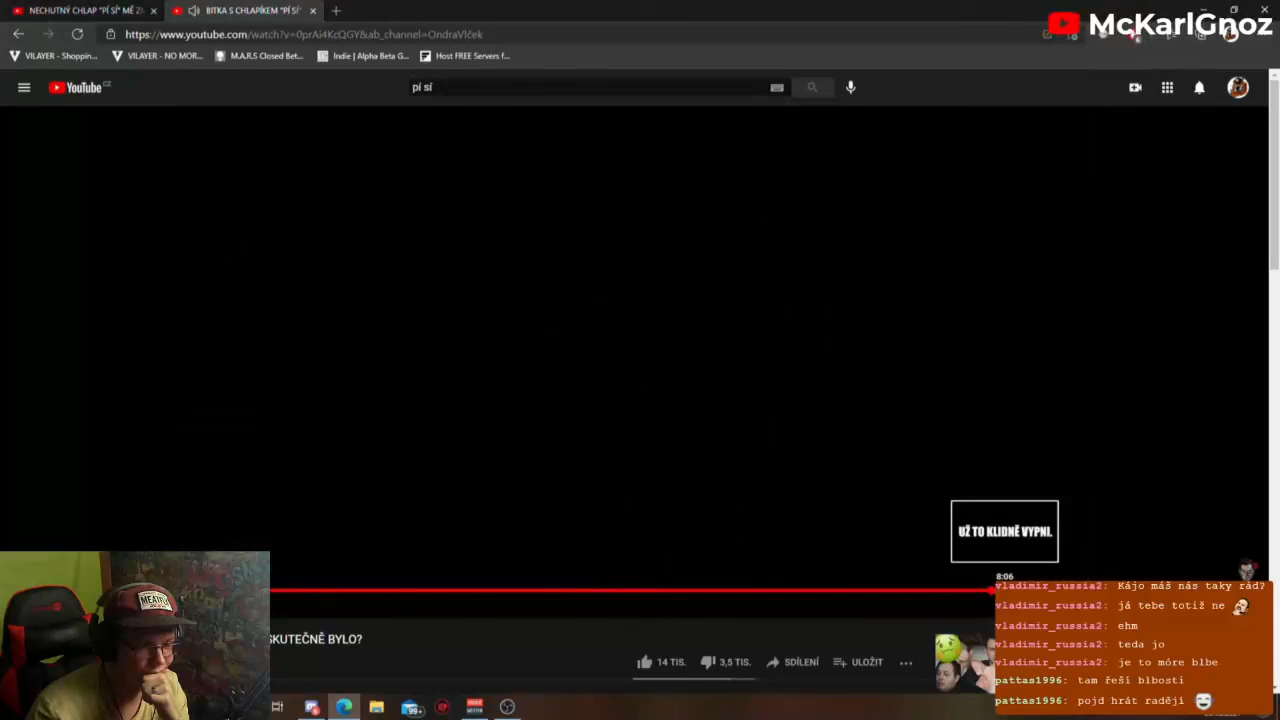 NECHUTNÝ CHLAP "PÍ SÍ" MĚ Z
BITKA S CHLAPÍKEM "PÍ SÍ"
McKarlGnoz
https://www.youtube.com/watch?v=0prAi4KcQGY&ab_channel=OndraVlček
VILAYER - Shoppin...
VILAYER - NO MOR...
M.A.R.S Closed Bet...
Indie | Alpha Beta G...
Host FREE Servers f...
YouTube CZ
pí sí
UŽ TO KLIDNĚ VYPNI.
8:06
vladimir_russia2: Kájo máš nás taky rád?
vladimir_russia2: já tebe totiž ne
vladimir_russia2: ehm
vladimir_russia2: teda jo
vladimir_russia2: je to móre blbe
pattas1996: tam řeší blbosti
pattas1996: pojd hrát raději
SKUTEČNĚ BYLO?
14 TIS.
3,5 TIS.
SDÍLENÍ
ULOŽIT
MEATFLY
99+